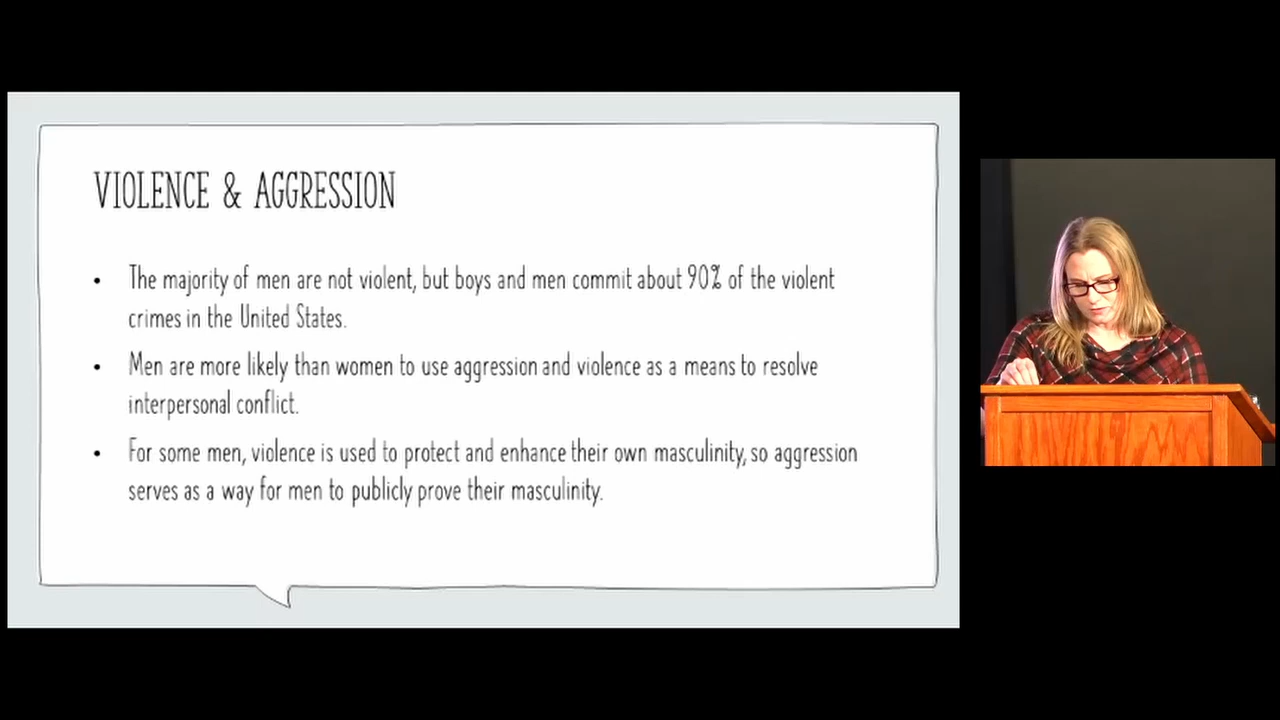 VIOLENCE & AGGRESSION
• The majority of men are not violent, but boys and men commit about 90% of the violent
crimes in the United States.
• Men are more likely than women to use aggression and violence as a means to resolve
interpersonal conflict.
• For some men, violence is used to protect and enhance their own masculinity, so aggression
serves as a way for men to publicly prove their masculinity.